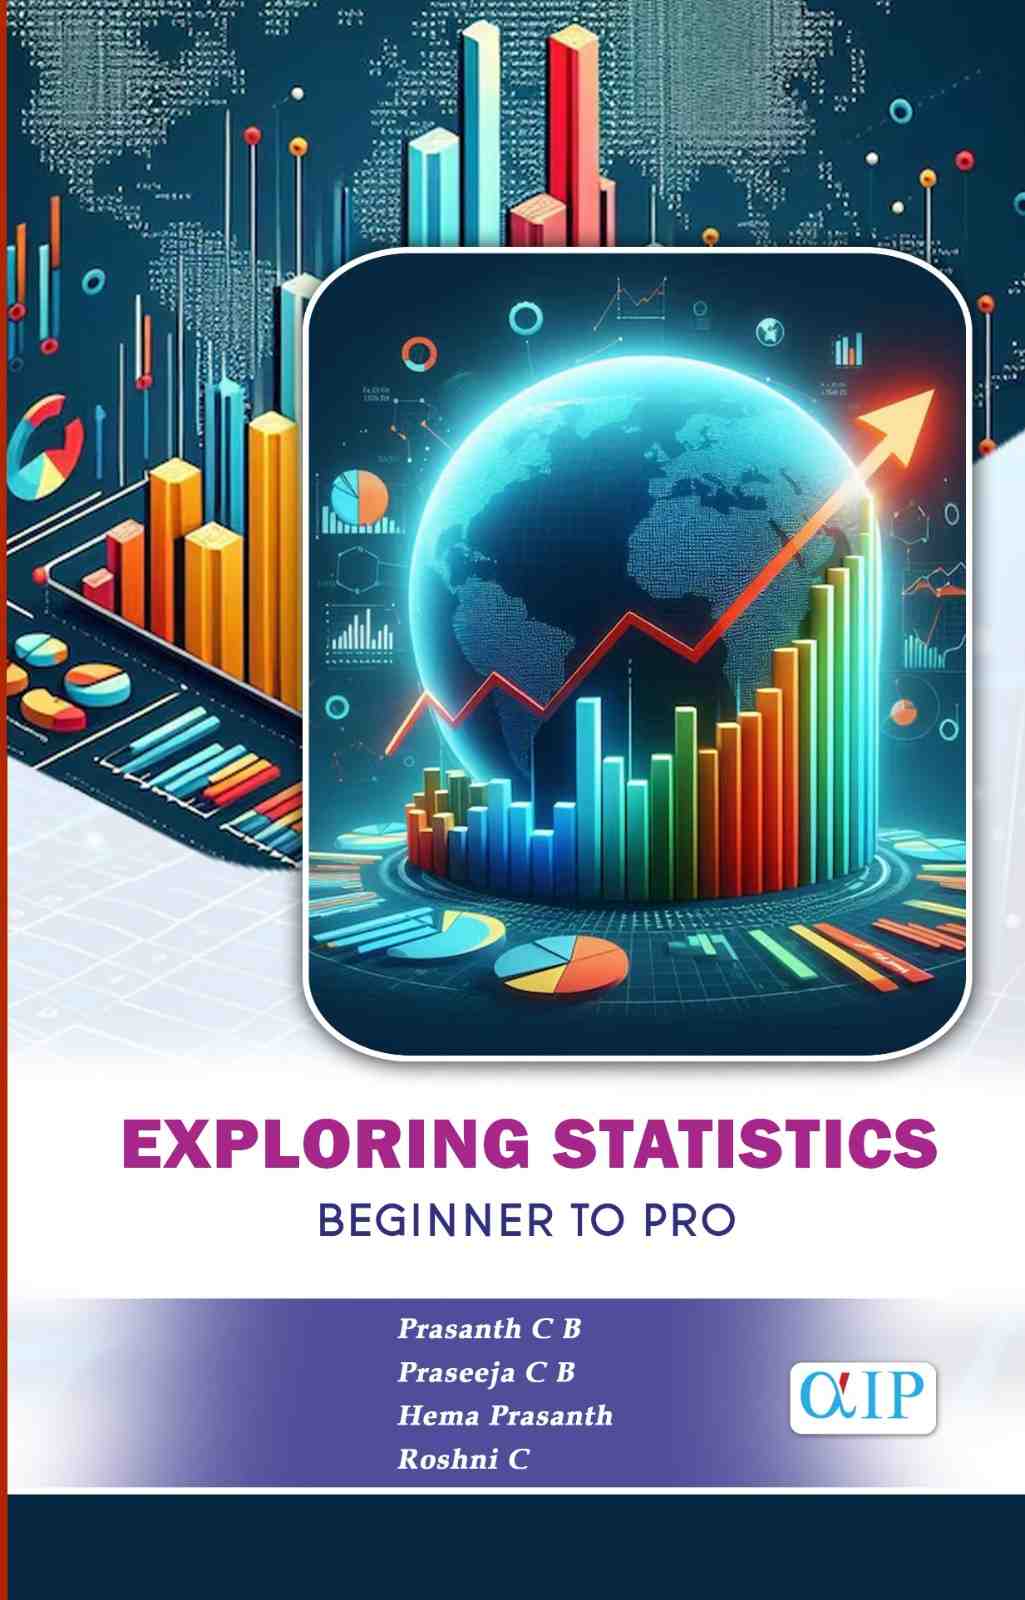 EXPLORING STATISTICS
BEGINNER TO PRO
Prasanth C B
Praseeja C B
Hema Prasanth
Roshni C
αIP